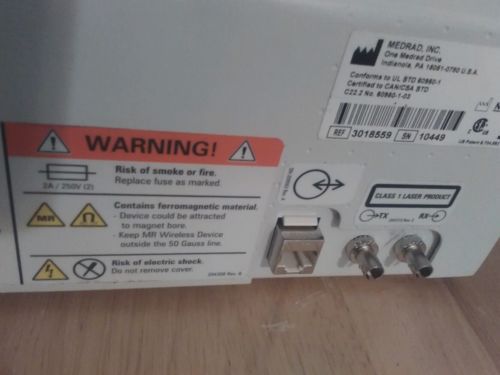 MEDRAD, INC.
One Medrad Drive
Indianola, PA 15051-0780 U.S.A.
Conforms to UL STD 60950-1
Certified to CAN/CSA STD
C22.2 No. 60950-1-03
REF 3018559 SN 10449
WARNING!
Risk of smoke or fire.
Replace fuse as marked.
2A / 250V (2)
Contains ferromagnetic material.
- Device could be attracted
to magnet bore.
- Keep MR Wireless Device
outside the 50 Gauss line.
MR
Risk of electric shock.
Do not remove cover.
CLASS 1 LASER PRODUCT
TX RX